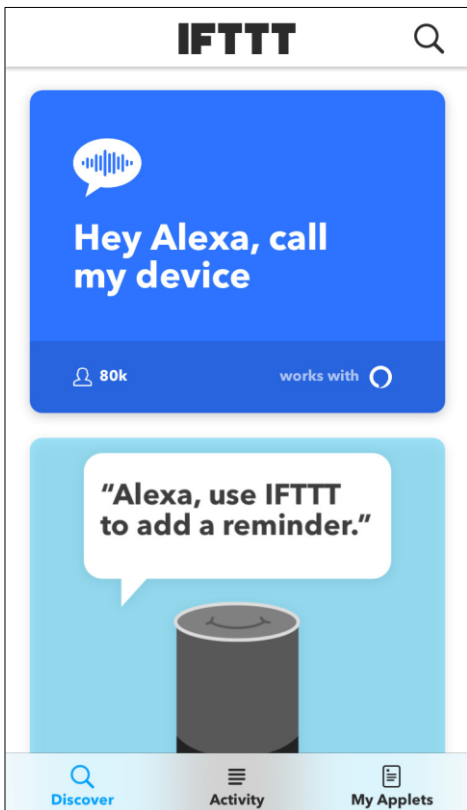 IFTTT
Hey Alexa, call
my device
80k
works with
“Alexa, use IFTTT
to add a reminder.”
Discover
Activity
My Applets